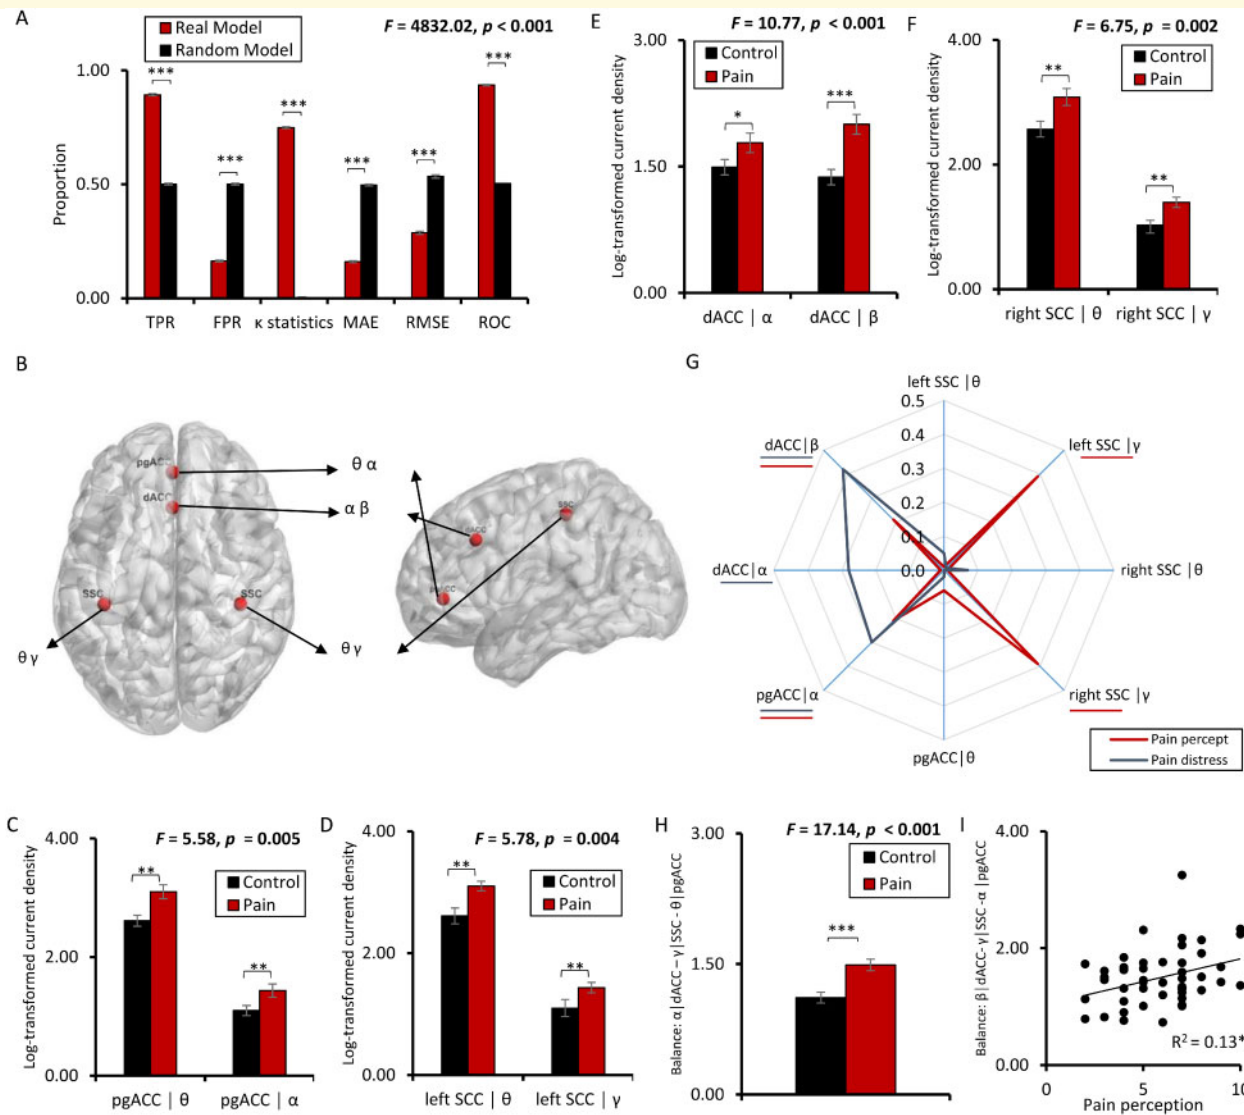 A
Real Model
Random Model
F = 4832.02, p < 0.001
Proportion
1.00
0.50
0.00
***
***
***
***
***
***
TPR
FPR
κ statistics
MAE
RMSE
ROC
E
F = 10.77, p < 0.001
Control
Pain
Log-transformed current density
3.00
1.50
0.00
*
***
dACC | α
dACC | β
F
F = 6.75, p = 0.002
Control
Pain
Log-transformed current density
4.00
2.00
0.00
**
**
right SCC | θ
right SCC | γ
B
pgACC
dACC
SSC
SSC
θ α
α β
θ γ
θ γ
SSC
dACC
pgACC
G
left SSC |θ
left SSC |γ
right SSC |θ
right SSC |γ
pgACC|θ
pgACC|α
dACC|α
dACC|β
0.5
0.4
0.3
0.2
0.1
0.0
Pain percept
Pain distress
C
F = 5.58, p = 0.005
Control
Pain
Log-transformed current density
4.00
2.00
0.00
**
**
pgACC | θ
pgACC | α
D
F = 5.78, p = 0.004
Control
Pain
Log-transformed current density
4.00
2.00
0.00
**
**
left SCC | θ
left SCC | γ
H
F = 17.14, p < 0.001
Control
Pain
Balance: α|dACC – γ|SSC - θ|pgACC
3.00
1.50
0.00
***
I
Balance: β|dACC- γ|SSC-α|pgACC
4.00
2.00
0.00
R² = 0.13*
0
5
10
Pain perception